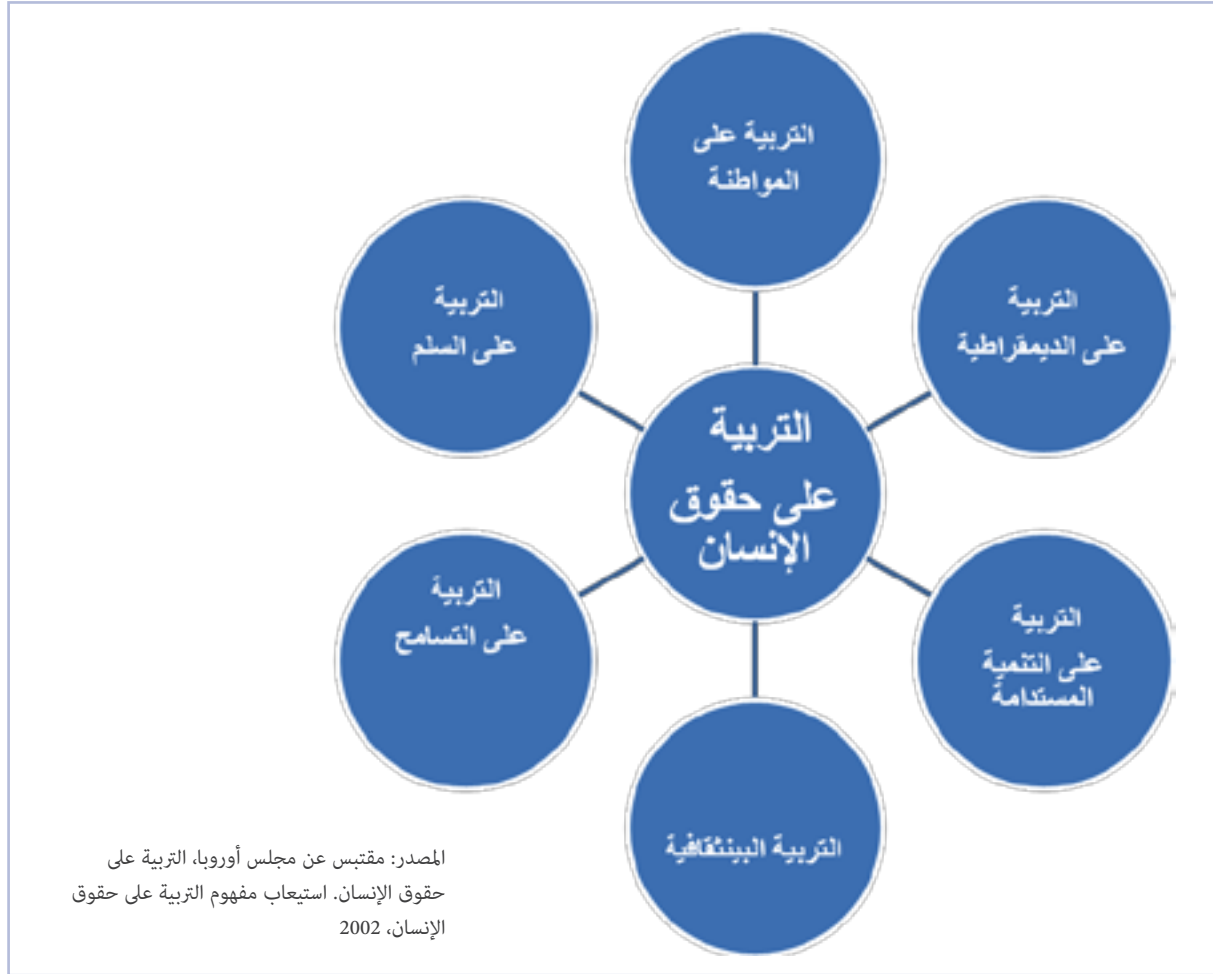 التربية على
المواطنة
التربية
على الديمقراطية
التربية
على السلم
التربية
على حقوق
الإنسان
التربية
على التنمية
المستدامة
التربية
على التسامح
التربية البينثقافية
المصدر: مقتبس عن مجلس أوروبا، التربية على
حقوق الإنسان. استيعاب مفهوم التربية على حقوق
الإنسان، 2002